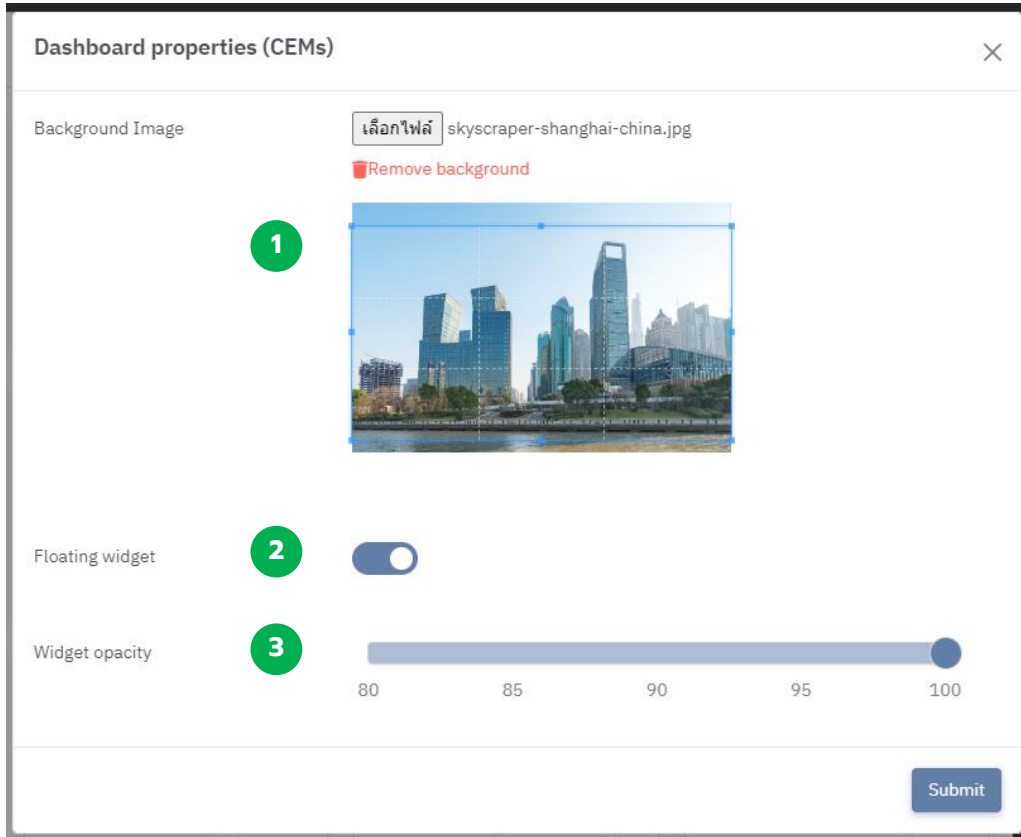 Dashboard properties (CEMs)
Background Image
เลือกไฟล์ skyscraper-shanghai-china.jpg
Remove background
1
Floating widget
2
Widget opacity
3
80 85 90 95 100
Submit